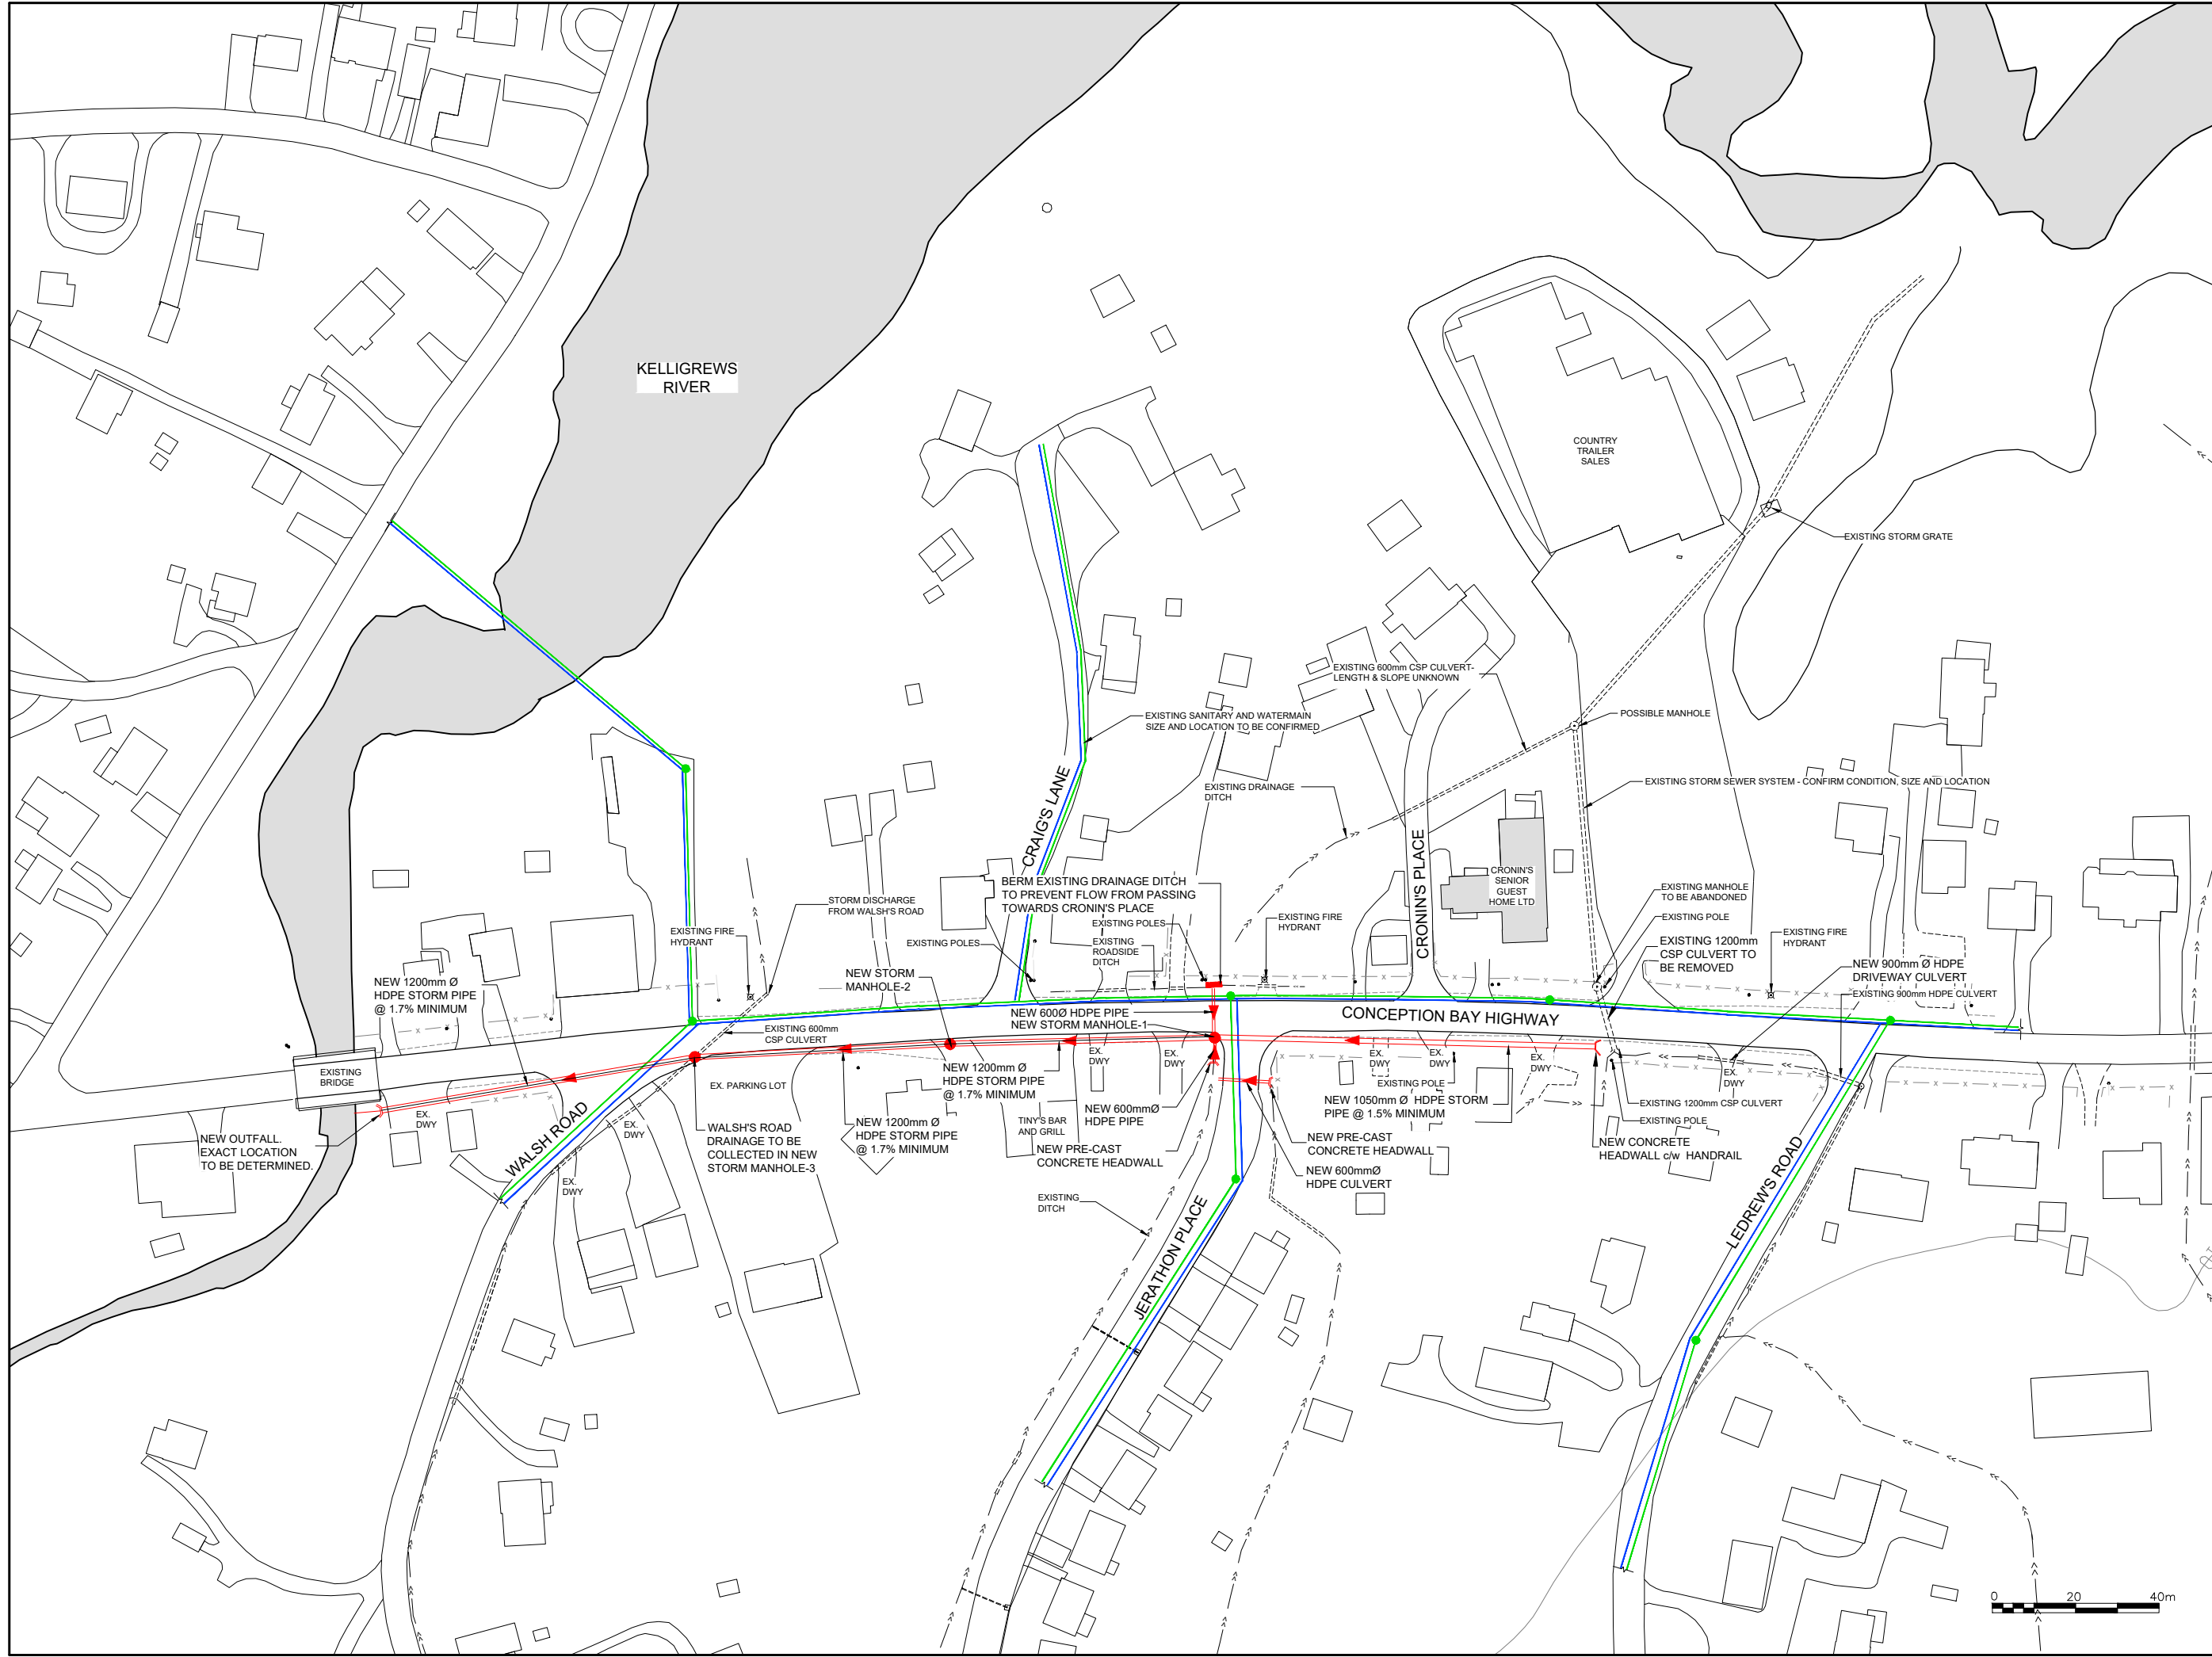 KELLIGREWS
RIVER
COUNTRY
TRAILER
SALES
EXISTING STORM GRATE
EXISTING 600mm CSP CULVERT-
LENGTH & SLOPE UNKNOWN
POSSIBLE MANHOLE
EXISTING SANITARY AND WATERMAIN
SIZE AND LOCATION TO BE CONFIRMED
EXISTING STORM SEWER SYSTEM - CONFIRM CONDITION, SIZE AND LOCATION
EXISTING DRAINAGE
DITCH
CRAIG'S LANE
CRONIN'S PLACE
CRONIN'S
SENIOR
GUEST
HOME LTD
BERM EXISTING DRAINAGE DITCH
TO PREVENT FLOW FROM PASSING
TOWARDS CRONIN'S PLACE
EXISTING MANHOLE
TO BE ABANDONED
EXISTING POLE
STORM DISCHARGE
FROM WALSH'S ROAD
EXISTING FIRE
HYDRANT
EXISTING POLES
EXISTING POLES
EXISTING
ROADSIDE
DITCH
EXISTING FIRE
HYDRANT
EXISTING 1200mm
CSP CULVERT TO
BE REMOVED
EXISTING FIRE
HYDRANT
NEW 900mm Ø HDPE
DRIVEWAY CULVERT
EXISTING 900mm HDPE CULVERT
NEW 1200mm Ø
HDPE STORM PIPE
@ 1.7% MINIMUM
NEW STORM
MANHOLE-2
NEW 600Ø HDPE PIPE
NEW STORM MANHOLE-1
CONCEPTION BAY HIGHWAY
EXISTING 600mm
CSP CULVERT
EXISTING
BRIDGE
EX. PARKING LOT
EX.
DWY
EX.
DWY
EX.
DWY
EX.
DWY
EX.
DWY
EX.
DWY
NEW 1200mm Ø
HDPE STORM PIPE
@ 1.7% MINIMUM
EXISTING POLE
NEW 1050mm Ø HDPE STORM
PIPE @ 1.5% MINIMUM
EXISTING 1200mm CSP CULVERT
EXISTING POLE
EX.
DWY
EX.
DWY
EX.
DWY
WALSH ROAD
NEW OUTFALL.
EXACT LOCATION
TO BE DETERMINED.
WALSH'S ROAD
DRAINAGE TO BE
COLLECTED IN NEW
STORM MANHOLE-3
NEW 1200mm Ø
HDPE STORM PIPE
@ 1.7% MINIMUM
TINY'S BAR
AND GRILL
NEW 600mmØ
HDPE PIPE
NEW PRE-CAST
CONCRETE HEADWALL
NEW PRE-CAST
CONCRETE HEADWALL
NEW 600mmØ
HDPE CULVERT
NEW CONCRETE
HEADWALL c/w HANDRAIL
EXISTING
DITCH
JERATHON PLACE
LEDREW'S ROAD
0 20 40m